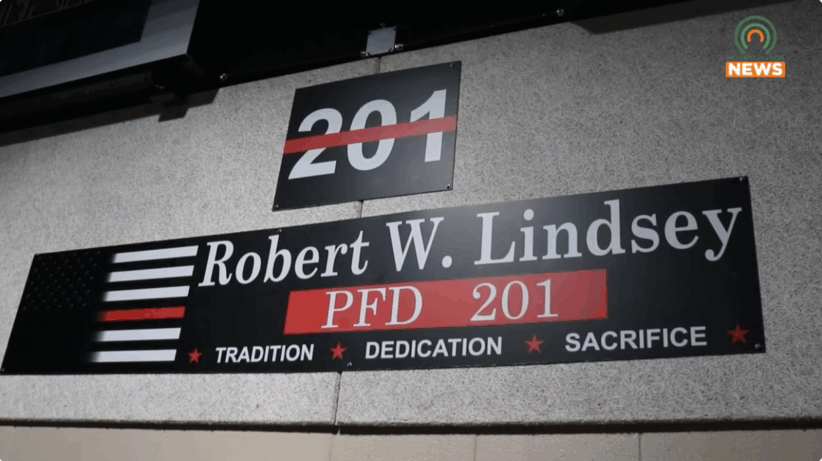 NEWS
201
Robert W. Lindsey
PFD 201
TRADITION ★ DEDICATION ★ SACRIFICE